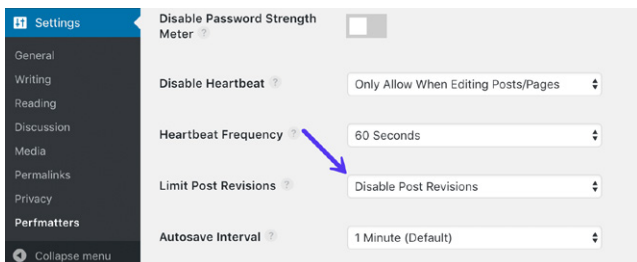 Settings
General
Writing
Reading
Discussion
Media
Permalinks
Privacy
Perfmatters
Collapse menu
Disable Password Strength
Meter ?
Disable Heartbeat ? Only Allow When Editing Posts/Pages
Heartbeat Frequency ? 60 Seconds
Limit Post Revisions ? Disable Post Revisions
Autosave Interval ? 1 Minute (Default)